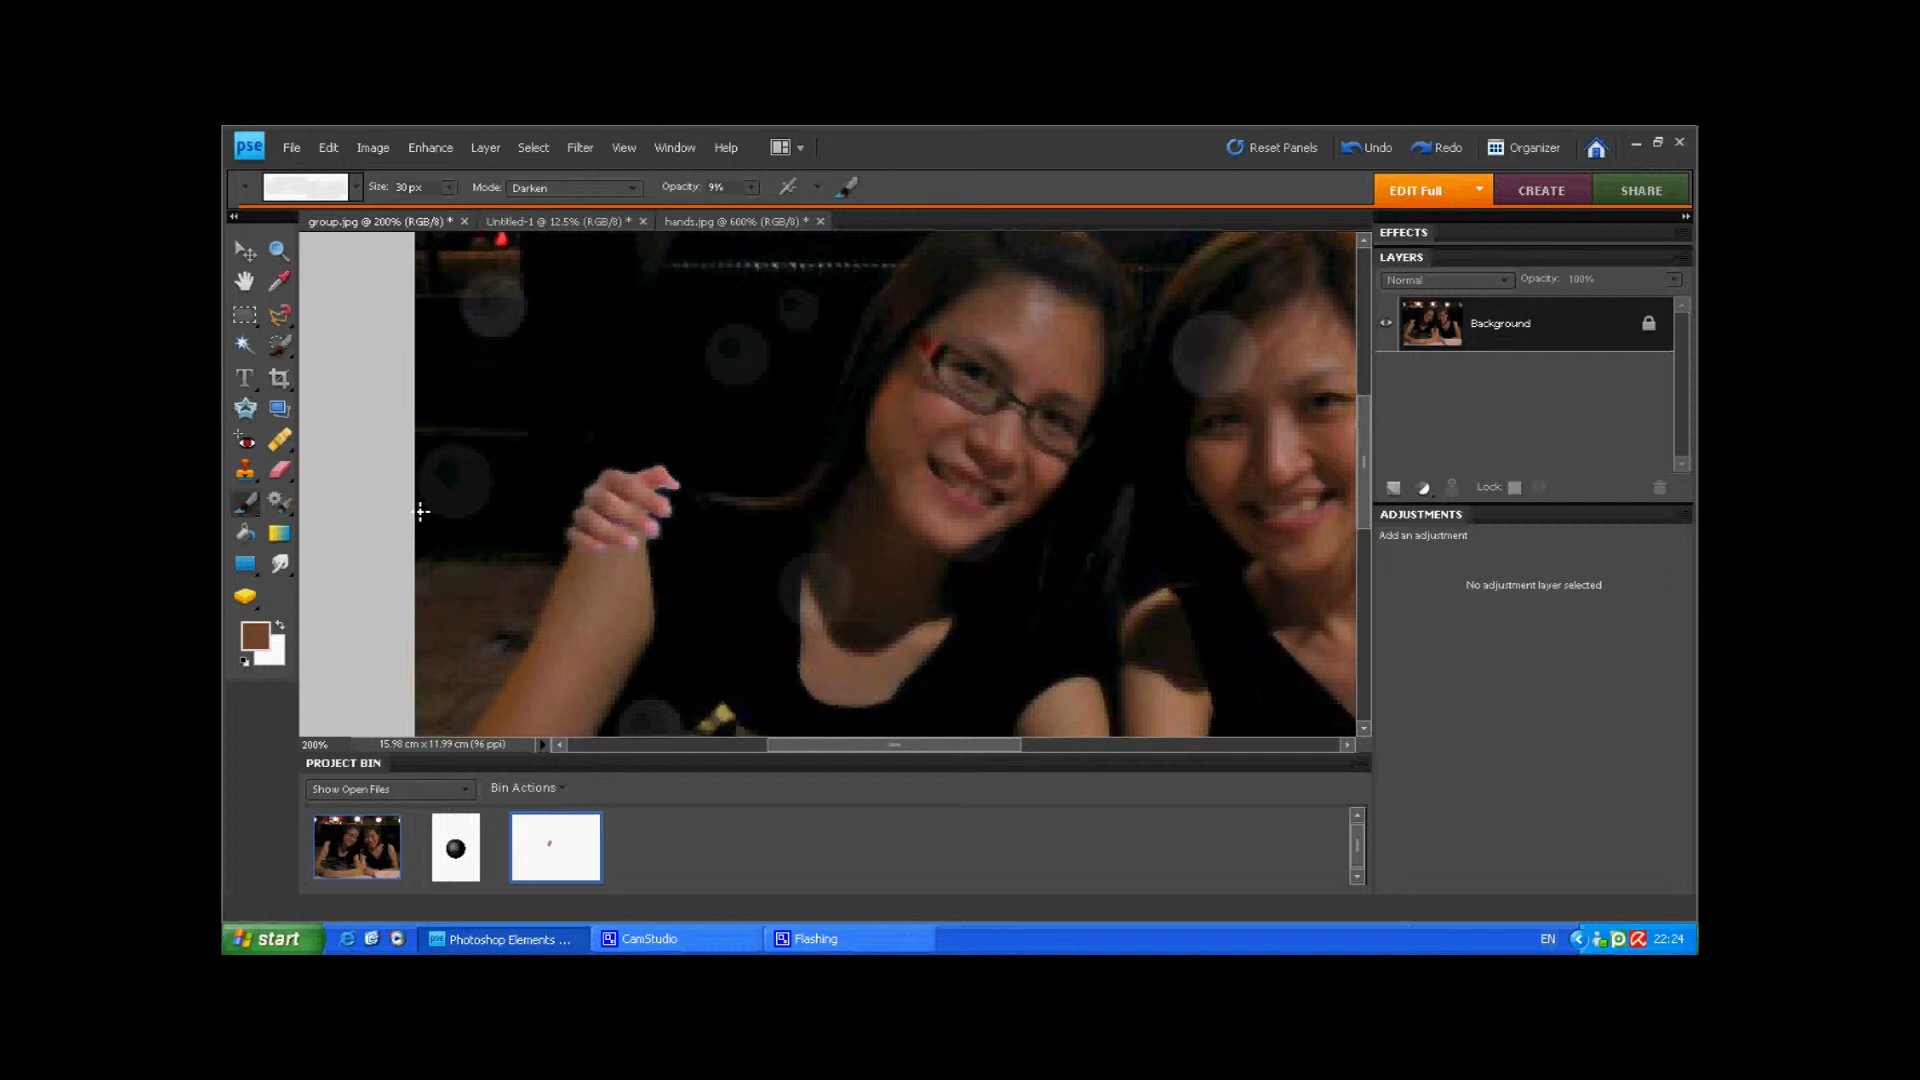 pse File Edit Image Enhance Layer Select Filter View Window Help Reset Panels Undo Redo Organizer
Size: 30 px Mode: Darken Opacity: 9% EDIT Full CREATE SHARE
group.jpg @ 200% (RGB/8) * Untitled-1 @ 12.5% (RGB/8) * hands.jpg @ 600% (RGB/8) *
EFFECTS
LAYERS
Normal Opacity: 100%
Background
Lock:
ADJUSTMENTS
Add an adjustment
No adjustment layer selected
T
200% 15.98 cm x 11.99 cm (96 ppi)
PROJECT BIN
Show Open Files Bin Actions
start Photoshop Elements ... CamStudio Flashing EN 22:24